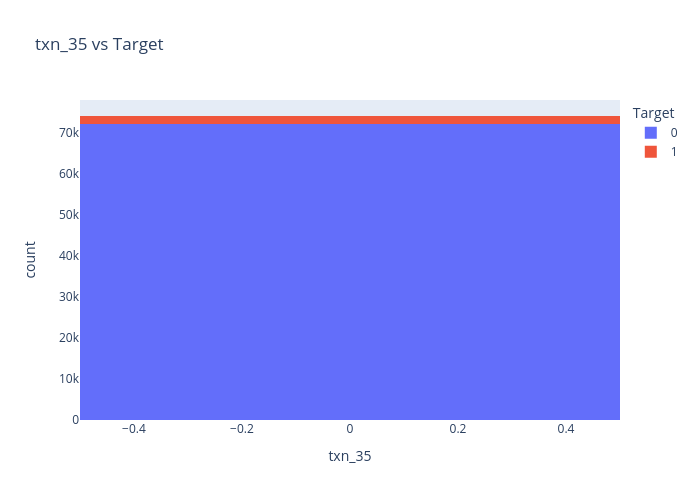 txn_35 vs Target
Target
0
1
count
70k
60k
50k
40k
30k
20k
10k
0
−0.4
−0.2
0
0.2
0.4
txn_35